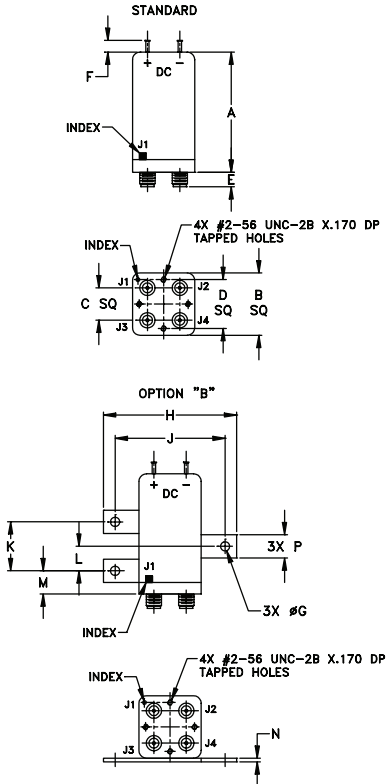 STANDARD
F
+ −
DC
A
INDEX
J1
E
4X #2-56 UNC-2B X.170 DP
TAPPED HOLES
INDEX
J1
J2
C SQ
D
SQ
B
SQ
J3
J4
OPTION "B"
H
J
+ −
DC
K
L
M
J1
3X P
3X øG
INDEX
4X #2-56 UNC-2B X.170 DP
TAPPED HOLES
INDEX
J1
J2
N
J3
J4